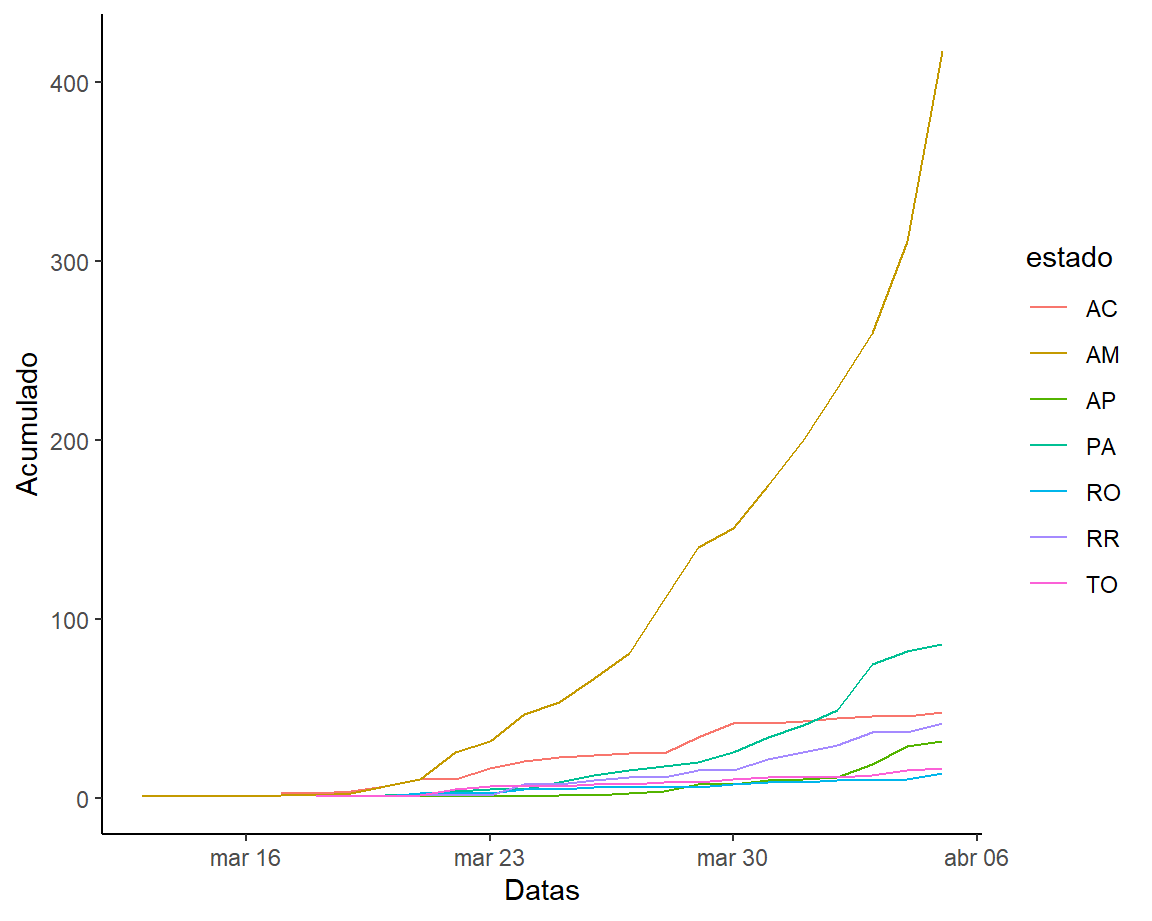 Acumulado
400
300
200
100
0
mar 16
mar 23
mar 30
abr 06
Datas
estado
AC
AM
AP
PA
RO
RR
TO